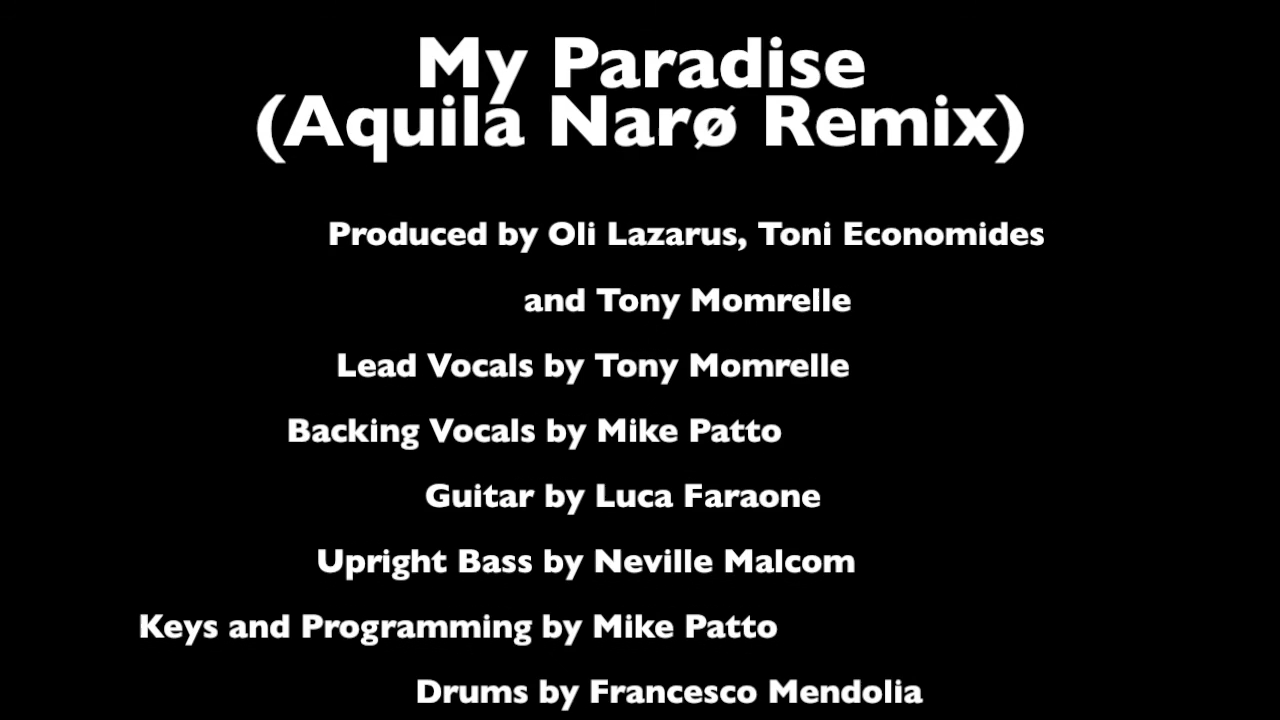 My Paradise
(Aquila Narø Remix)
Produced by Oli Lazarus, Toni Economides
and Tony Momrelle
Lead Vocals by Tony Momrelle
Backing Vocals by Mike Patto
Guitar by Luca Faraone
Upright Bass by Neville Malcom
Keys and Programming by Mike Patto
Drums by Francesco Mendolia